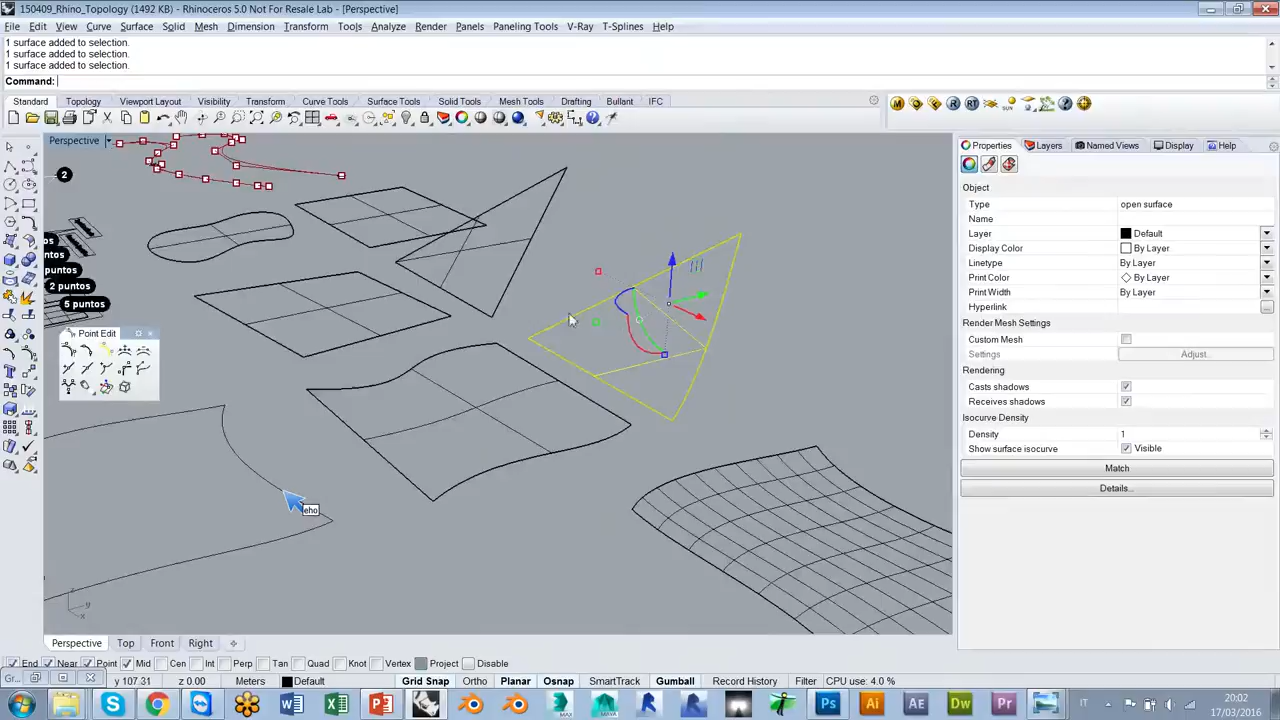 150409_Rhino_Topology (1492 KB) - Rhinoceros 5.0 Not For Resale Lab - [Perspective]
File Edit View Curve Surface Solid Mesh Dimension Transform Tools Analyze Render Panels Paneling Tools V-Ray T-Splines Help
1 surface added to selection.
1 surface added to selection.
1 surface added to selection.
Command:
Standard Topology Viewport Layout Visibility Transform Curve Tools Surface Tools Solid Tools Mesh Tools Drafting Bullant IFC
Perspective
2
puntos
2 puntos
5 puntos
Point Edit
eho
z
y
x
Properties Layers Named Views Display Help
Object
Type open surface
Name
Layer Default
Display Color By Layer
Linetype By Layer
Print Color By Layer
Print Width By Layer
Hyperlink ...
Render Mesh Settings
Custom Mesh
Settings Adjust...
Rendering
Casts shadows
Receives shadows
Isocurve Density
Density 1
Show surface isocurve Visible
Match
Details...
Perspective Top Front Right
End Near Point Mid Cen Int Perp Tan Quad Knot Vertex Project Disable
Gr... y 107.31 z 0.00 Meters Default Grid Snap Ortho Planar Osnap SmartTrack Gumball Record History Filter CPU use: 4.0 %
IT 20:02
17/03/2016